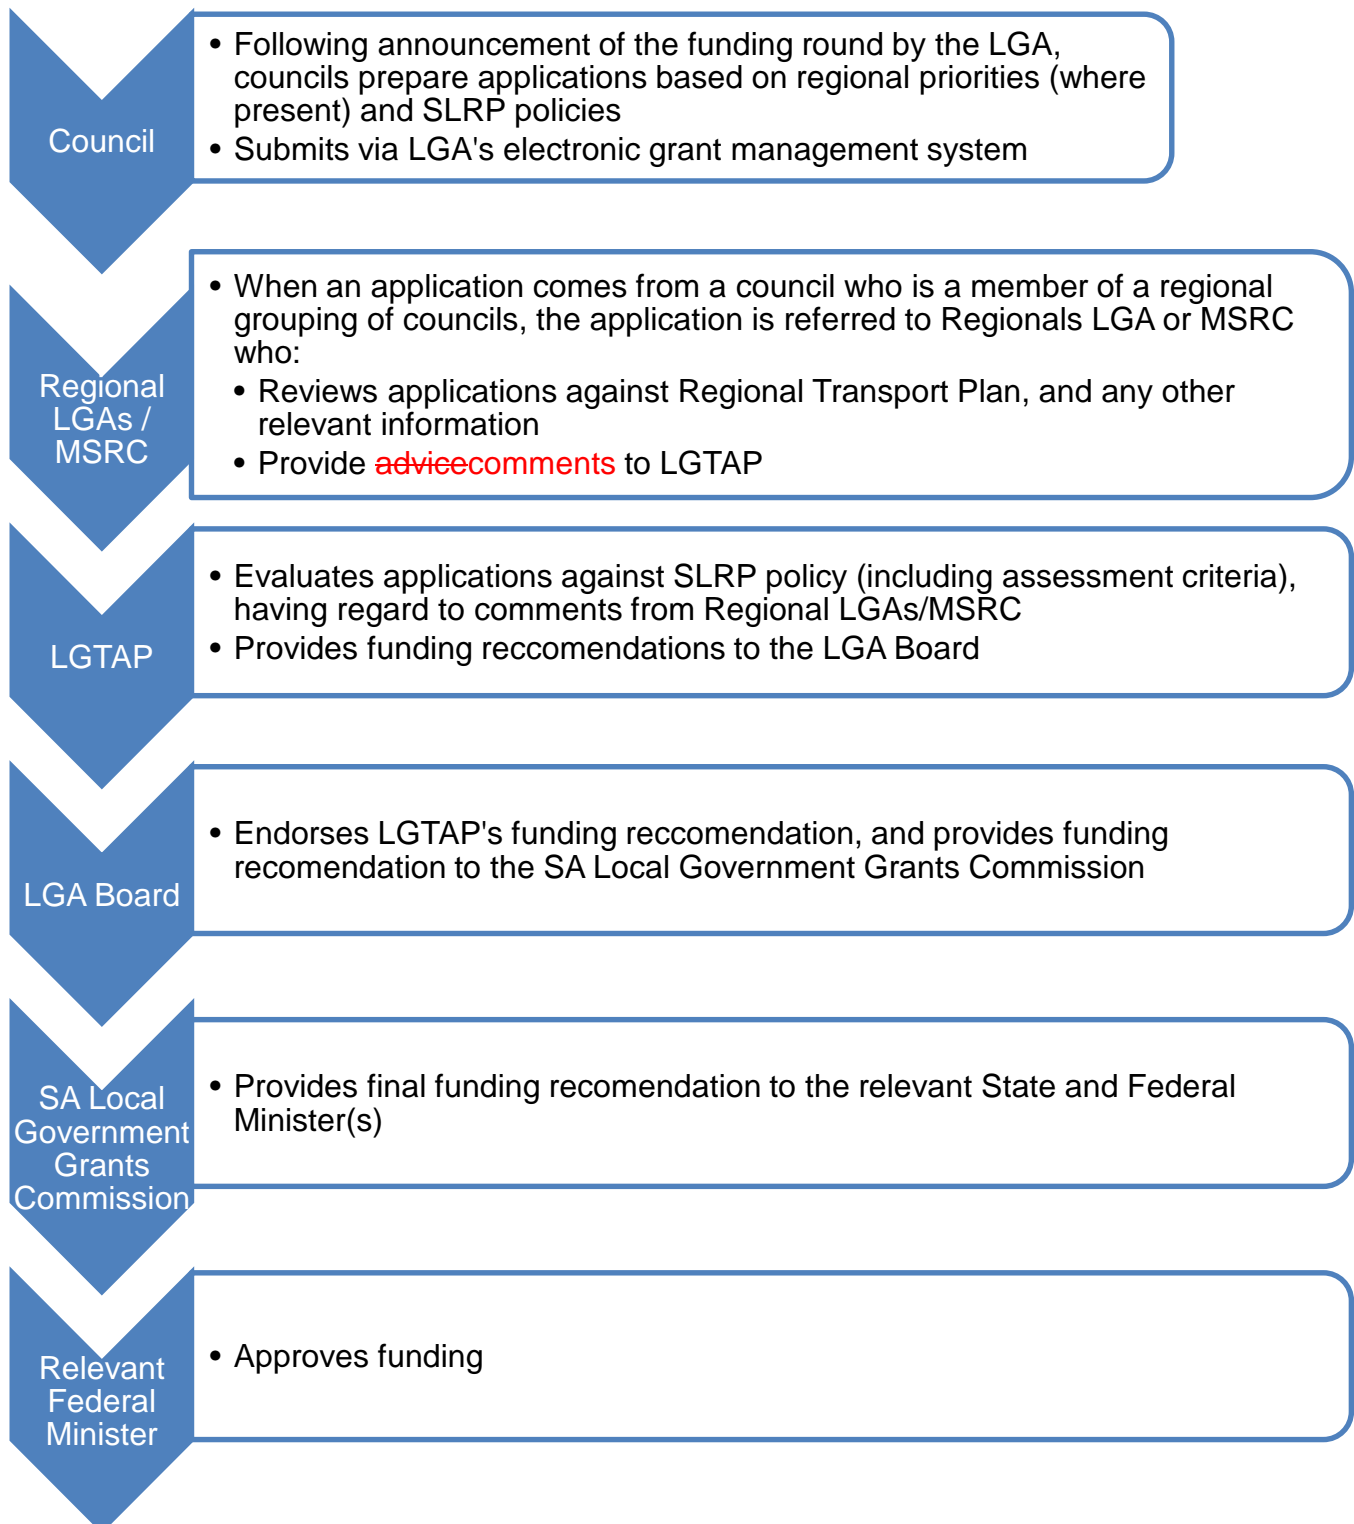 Council
• Following announcement of the funding round by the LGA,
councils prepare applications based on regional priorities (where
present) and SLRP policies
• Submits via LGA's electronic grant management system
Regional
LGAs /
MSRC
• When an application comes from a council who is a member of a regional
grouping of councils, the application is referred to Regionals LGA or MSRC
who:
• Reviews applications against Regional Transport Plan, and any other
relevant information
• Provide advicecomments to LGTAP
LGTAP
• Evaluates applications against SLRP policy (including assessment criteria),
having regard to comments from Regional LGAs/MSRC
• Provides funding reccomendations to the LGA Board
LGA Board
• Endorses LGTAP's funding reccomendation, and provides funding
recomendation to the SA Local Government Grants Commission
SA Local
Government
Grants
Commission
• Provides final funding recomendation to the relevant State and Federal
Minister(s)
Relevant
Federal
Minister
• Approves funding